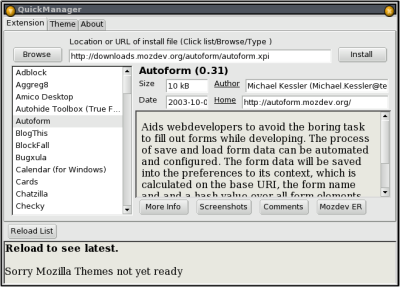 QuickManager
Extension Theme About
Location or URL of install file (Click list/Browse/Type )
Browse http://downloads.mozdev.org/autoform/autoform.xpi Install
Adblock
Aggreg8
Amico Desktop
Autohide Toolbox (True F...
Autoform
BlogThis
BlockFall
Bugxula
Calendar (for Windows)
Cards
Chatzilla
Checky
Autoform (0.31)
Size 10 kB Author Michael Kessler (Michael.Kessler@te
Date 2003-10-0 Home http://autoform.mozdev.org/
Aids webdevelopers to avoid the boring task
to fill out forms while developing. The process
of save and load form data can be automated
and configured. The form data will be saved
into the preferences to its context, which is
calculated on the base URI, the form name
and and a hash value over all form elements
More Info Screenshots Comments Mozdev ER
Reload List
Reload to see latest.
Sorry Mozilla Themes not yet ready